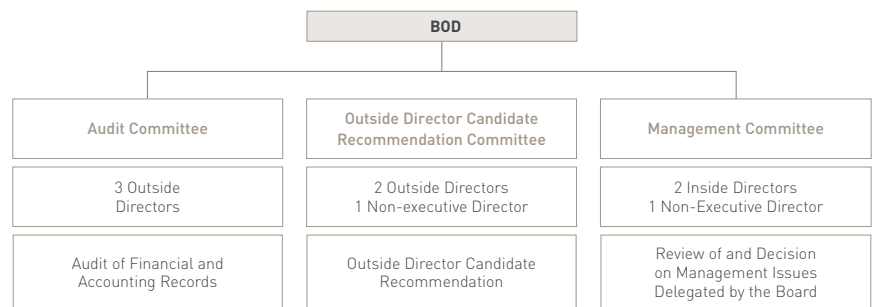 BOD
Audit Committee
Outside Director Candidate
Recommendation Committee
Management Committee
3 Outside
Directors
2 Outside Directors
1 Non-executive Director
2 Inside Directors
1 Non-Executive Director
Audit of Financial and
Accounting Records
Outside Director Candidate
Recommendation
Review of and Decision
on Management Issues
Delegated by the Board